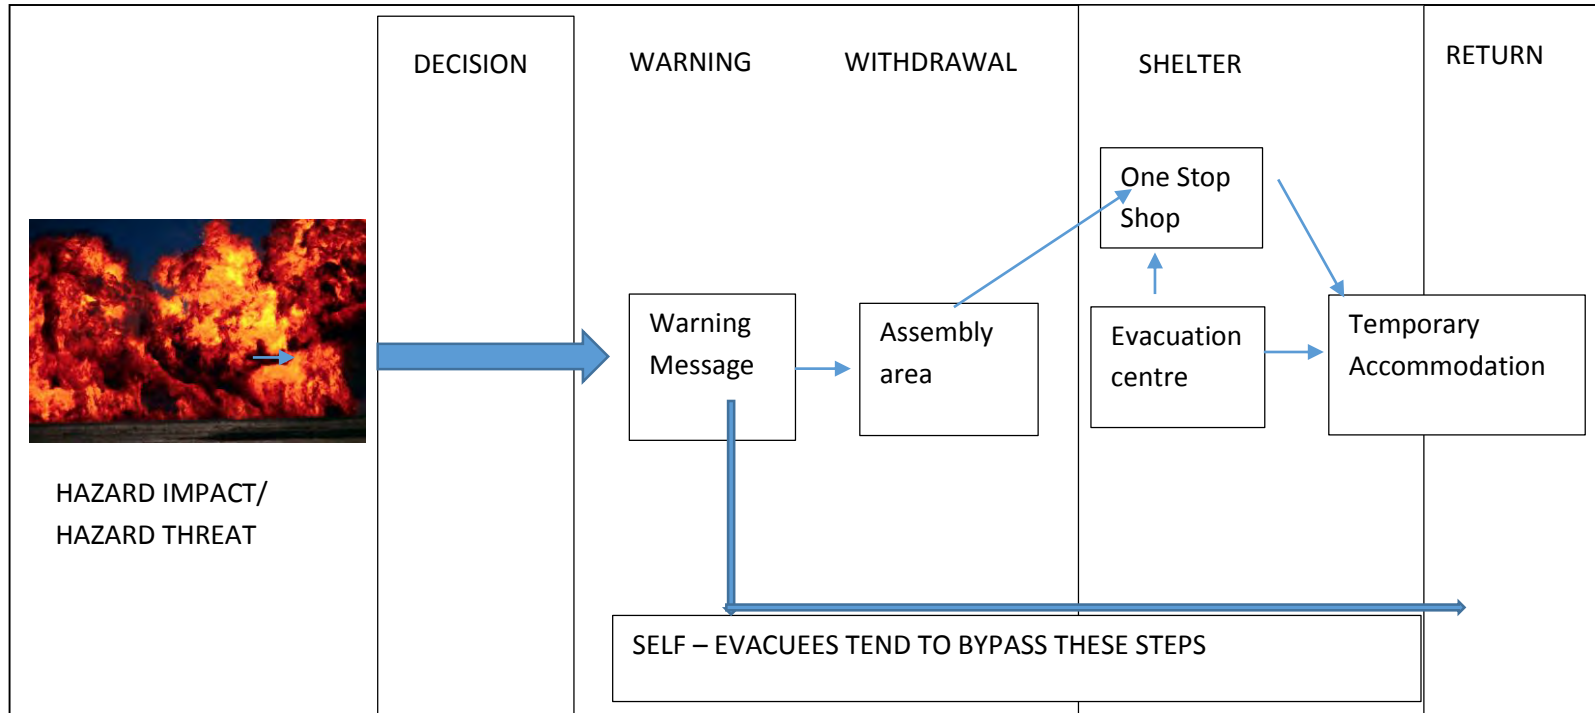 DECISION
WARNING
WITHDRAWAL
SHELTER
RETURN
One Stop
Shop
Warning
Message
Assembly
area
Evacuation
centre
Temporary
Accommodation
HAZARD IMPACT/
HAZARD THREAT
SELF – EVACUEES TEND TO BYPASS THESE STEPS